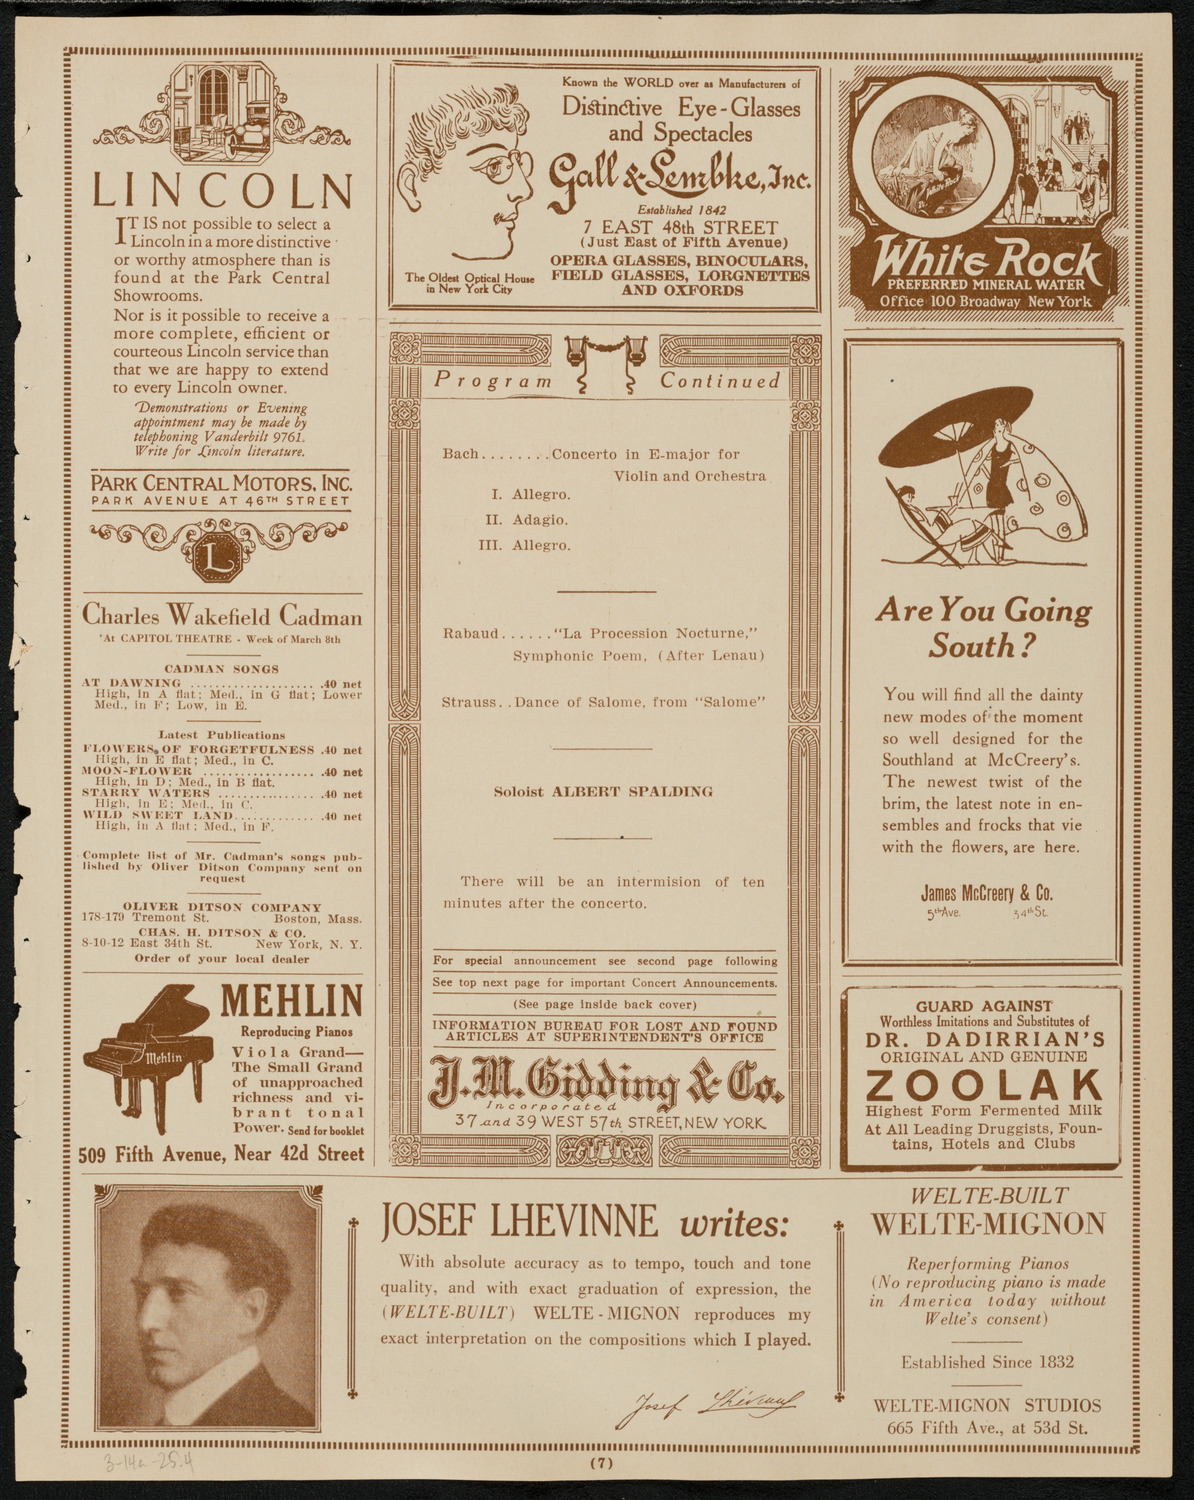 LINCOLN
IT IS not possible to select a
Lincoln in a more distinctive
or worthy atmosphere than is
found at the Park Central
Showrooms.
Nor is it possible to receive a
more complete, efficient or
courteous Lincoln service than
that we are happy to extend
to every Lincoln owner.
Demonstrations or Evening
appointment may be made by
telephoning Vanderbilt 9761.
Write for Lincoln literature.
PARK CENTRAL MOTORS, INC.
PARK AVENUE AT 46TH STREET
L
Charles Wakefield Cadman
At CAPITOL THEATRE - Week of March 8th
CADMAN SONGS
AT DAWNING .................... .40 net
High, in A flat; Med., in G flat; Lower
Med., in F; Low, in E.
Latest Publications
FLOWERS OF FORGETFULNESS .40 net
High, in E flat; Med., in C.
MOON-FLOWER .................. .40 net
High, in D; Med., in B flat.
STARRY WATERS ................ .40 net
High, in E; Med., in C.
WILD SWEET LAND............. .40 net
High, in A flat; Med., in F.
Complete list of Mr. Cadman's songs pub-
lished by Oliver Ditson Company sent on
request
OLIVER DITSON COMPANY
178-179 Tremont St. Boston, Mass.
CHAS. H. DITSON & CO.
8-10-12 East 34th St. New York, N. Y.
Order of your local dealer
MEHLIN
Reproducing Pianos
Mehlin
Viola Grand—
The Small Grand
of unapproached
richness and vi-
brant tonal
Power. Send for booklet
509 Fifth Avenue, Near 42d Street
Known the WORLD over as Manufacturers of
Distinctive Eye-Glasses
and Spectacles
Gall & Lembke, Inc.
Established 1842
7 EAST 48th STREET
(Just East of Fifth Avenue)
OPERA GLASSES, BINOCULARS,
FIELD GLASSES, LORGNETTES
AND OXFORDS
The Oldest Optical House
in New York City
Program Continued
Bach........Concerto in E-major for
Violin and Orchestra
I. Allegro.
II. Adagio.
III. Allegro.
Rabaud......"La Procession Nocturne,"
Symphonic Poem, (After Lenau)
Strauss..Dance of Salome, from "Salome"
Soloist ALBERT SPALDING
There will be an intermision of ten
minutes after the concerto.
For special announcement see second page following
See top next page for important Concert Announcements.
(See page inside back cover)
INFORMATION BUREAU FOR LOST AND FOUND
ARTICLES AT SUPERINTENDENT'S OFFICE
J. M. Gidding & Co.
Incorporated
37 and 39 WEST 57th STREET, NEW YORK
White Rock
White Rock
PREFERRED MINERAL WATER
Office 100 Broadway New York
Are You Going
South?
You will find all the dainty
new modes of the moment
so well designed for the
Southland at McCreery's.
The newest twist of the
brim, the latest note in en-
sembles and frocks that vie
with the flowers, are here.
James McCreery & Co.
5th Ave. 34th St.
GUARD AGAINST
Worthless Imitations and Substitutes of
DR. DADIRRIAN'S
ORIGINAL AND GENUINE
ZOOLAK
Highest Form Fermented Milk
At All Leading Druggists, Foun-
tains, Hotels and Clubs
JOSEF LHEVINNE writes:
With absolute accuracy as to tempo, touch and tone
quality, and with exact graduation of expression, the
(WELTE-BUILT) WELTE-MIGNON reproduces my
exact interpretation on the compositions which I played.
Josef Lhévinne
WELTE-BUILT
WELTE-MIGNON
Reperforming Pianos
(No reproducing piano is made
in America today without
Welte's consent)
Established Since 1832
WELTE-MIGNON STUDIOS
665 Fifth Ave., at 53d St.
3-14a-25.4
(7)